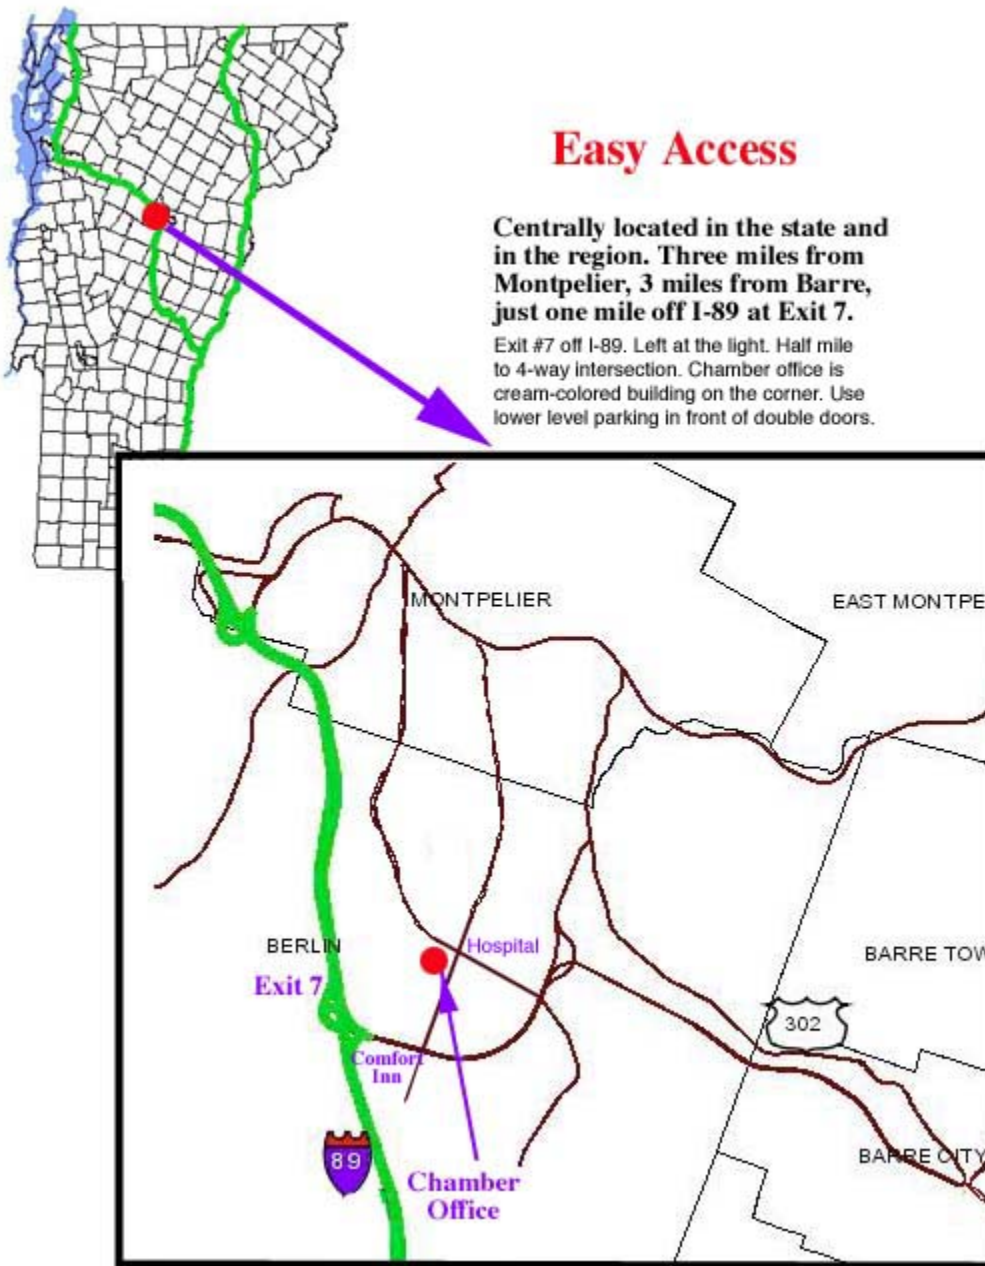 Easy Access
Centrally located in the state and
in the region. Three miles from
Montpelier, 3 miles from Barre,
just one mile off I-89 at Exit 7.
Exit #7 off I-89. Left at the light. Half mile
to 4-way intersection. Chamber office is
cream-colored building on the corner. Use
lower level parking in front of double doors.
MONTPELIER
EAST MONTPE
BERLIN
Hospital
BARRE TOW
Exit 7
302
Comfort
Inn
89
BARRE CITY
Chamber
Office